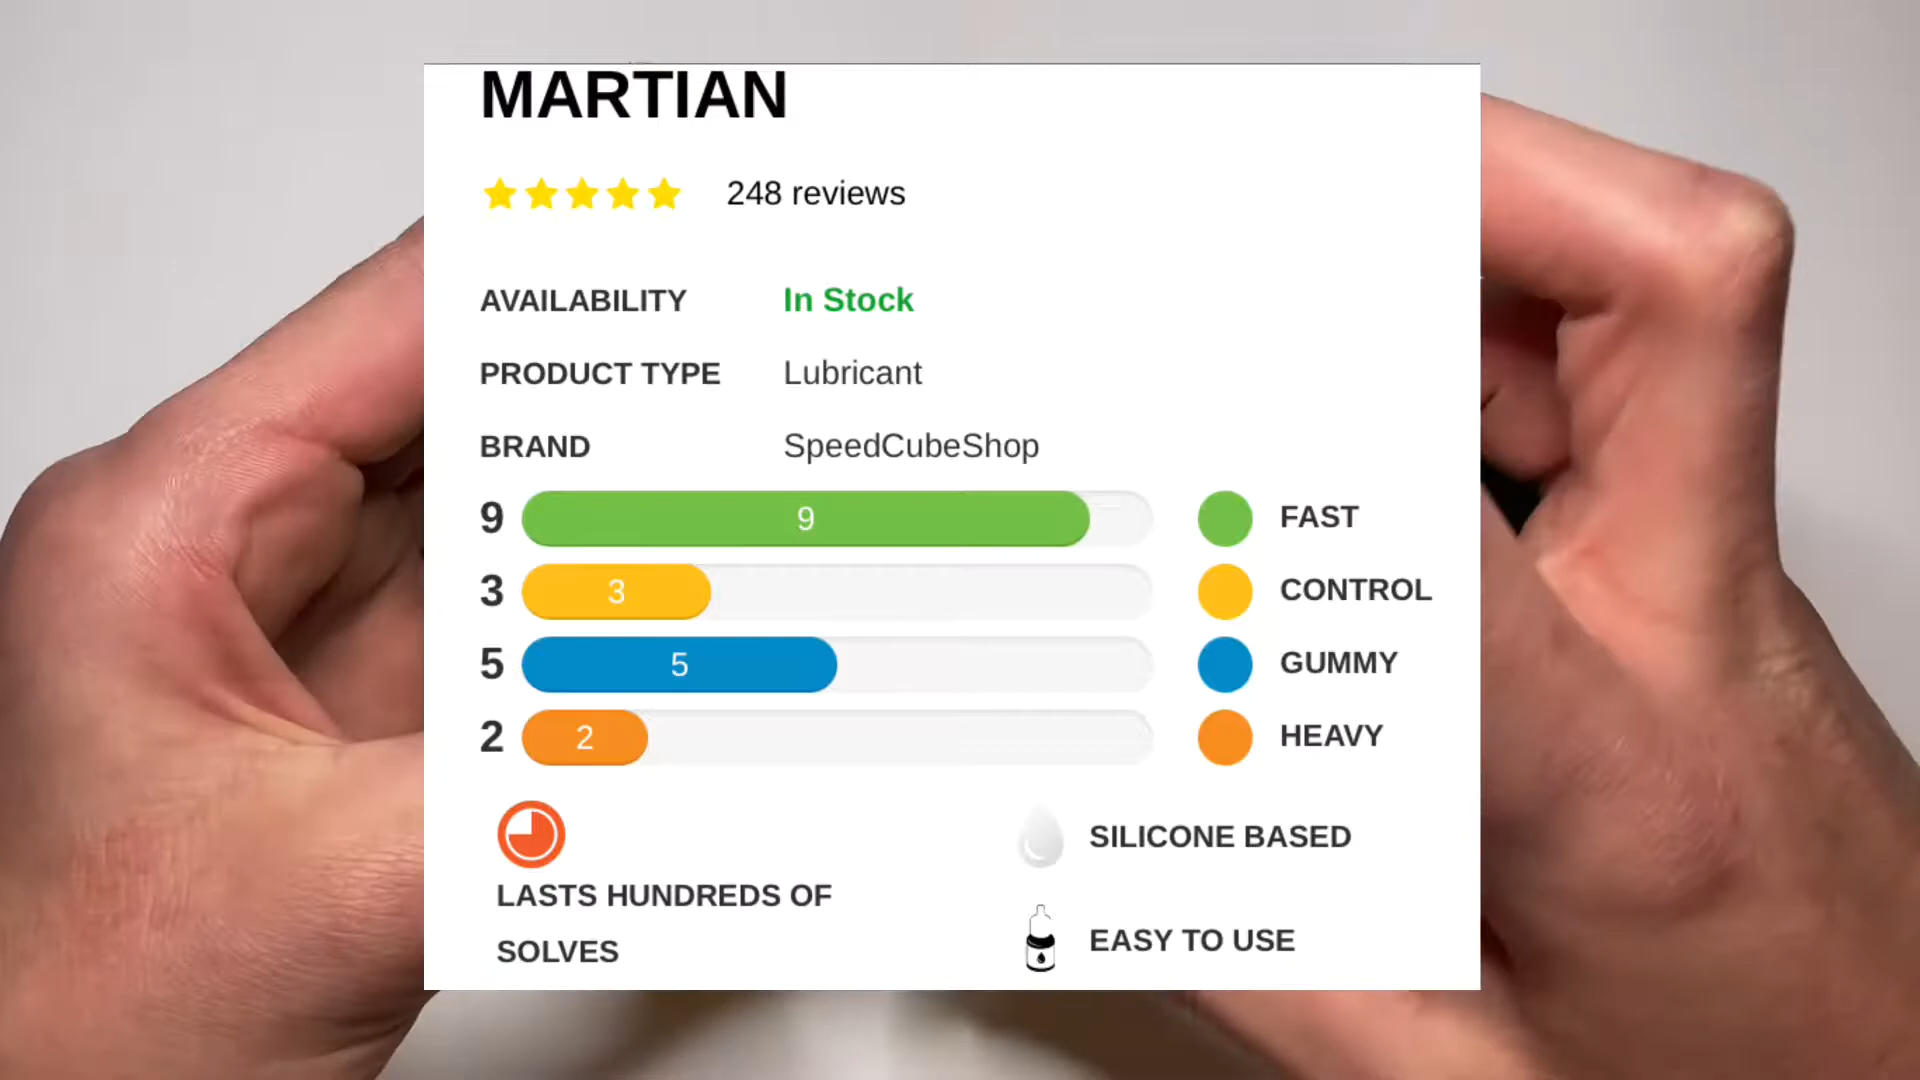 MARTIAN
248 reviews
AVAILABILITY In Stock
PRODUCT TYPE Lubricant
BRAND SpeedCubeShop
9 9 FAST
3 3 CONTROL
5 5 GUMMY
2 2 HEAVY
LASTS HUNDREDS OF
SOLVES
SILICONE BASED
EASY TO USE